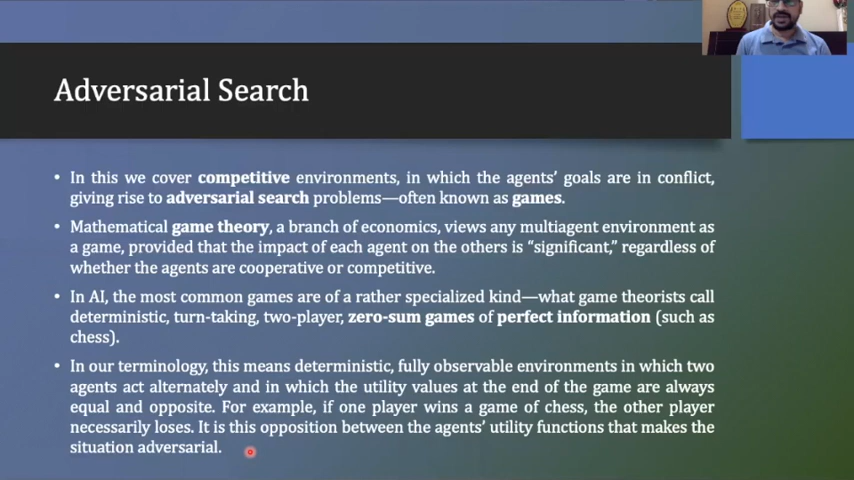 Adversarial Search
• In this we cover competitive environments, in which the agents' goals are in conflict,
giving rise to adversarial search problems—often known as games.
• Mathematical game theory, a branch of economics, views any multiagent environment as
a game, provided that the impact of each agent on the others is “significant,” regardless of
whether the agents are cooperative or competitive.
• In AI, the most common games are of a rather specialized kind—what game theorists call
deterministic, turn-taking, two-player, zero-sum games of perfect information (such as
chess).
• In our terminology, this means deterministic, fully observable environments in which two
agents act alternately and in which the utility values at the end of the game are always
equal and opposite. For example, if one player wins a game of chess, the other player
necessarily loses. It is this opposition between the agents' utility functions that makes the
situation adversarial.